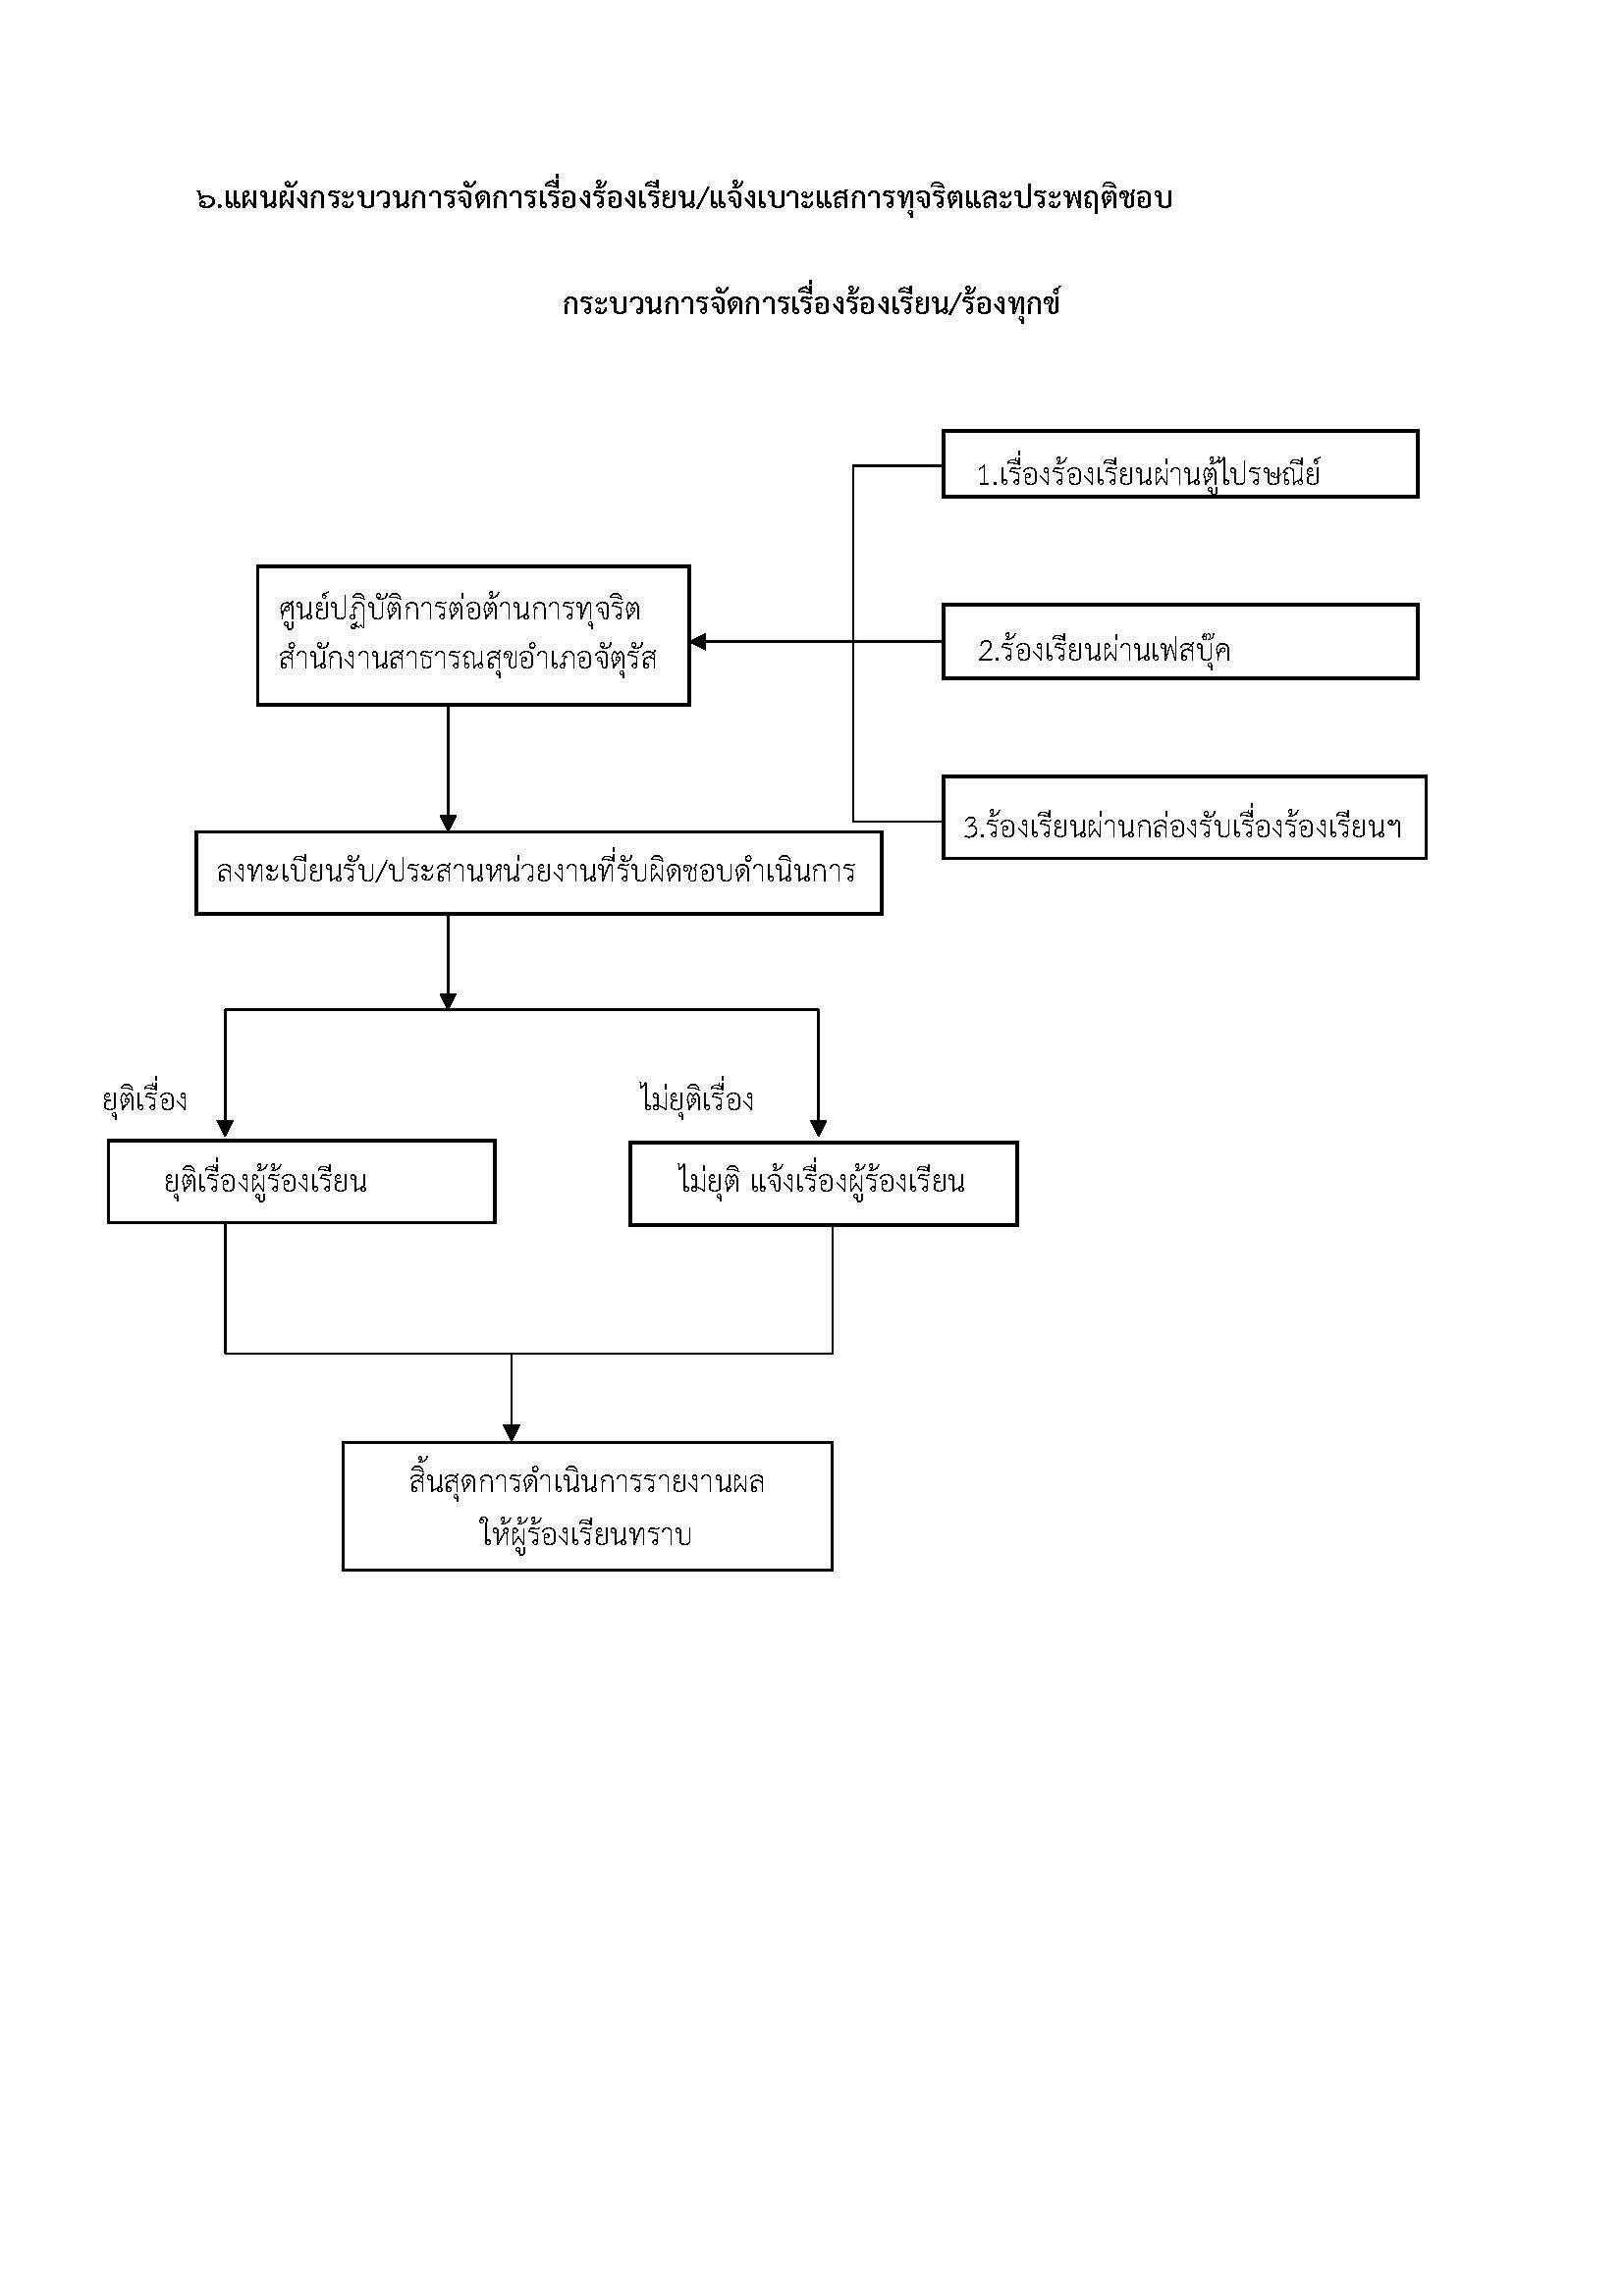 ๖.แผนผังกระบวนการจัดการเรื่องร้องเรียน/แจ้งเบาะแสการทุจริตและประพฤติชอบ
กระบวนการจัดการเรื่องร้องเรียน/ร้องทุกข์
1.เรื่องร้องเรียนผ่านตู้ไปรษณีย์
ศูนย์ปฏิบัติการต่อต้านการทุจริต
สำนักงานสาธารณสุขอำเภอจัตุรัส
2.ร้องเรียนผ่านเฟสบุ๊ค
3.ร้องเรียนผ่านกล่องรับเรื่องร้องเรียนฯ
ลงทะเบียนรับ/ประสานหน่วยงานที่รับผิดชอบดำเนินการ
ยุติเรื่อง
ไม่ยุติเรื่อง
ยุติเรื่องผู้ร้องเรียน
ไม่ยุติ แจ้งเรื่องผู้ร้องเรียน
สิ้นสุดการดำเนินการรายงานผล
ให้ผู้ร้องเรียนทราบ